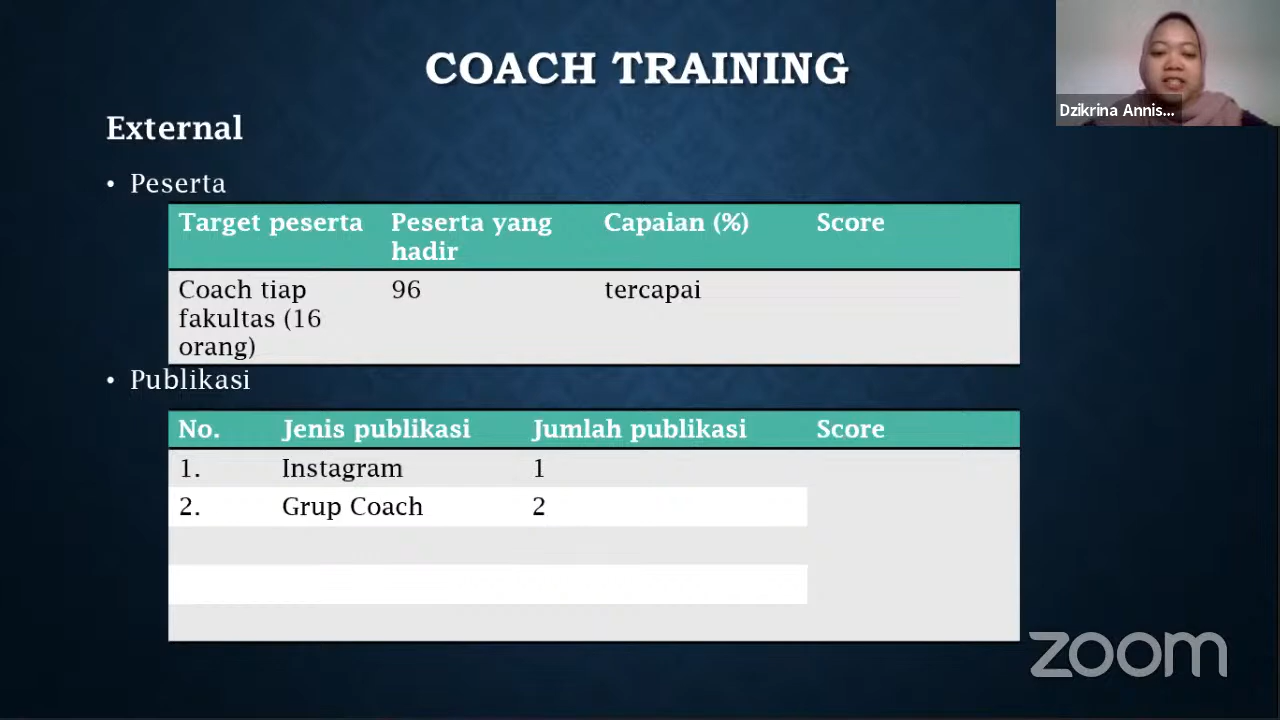 COACH TRAINING
Dzikrina Annis...
External
• Peserta
Target peserta Peserta yang hadir Capaian (%) Score
Coach tiap fakultas (16 orang) 96 tercapai
• Publikasi
No. Jenis publikasi Jumlah publikasi Score
1. Instagram 1
2. Grup Coach 2
zoom